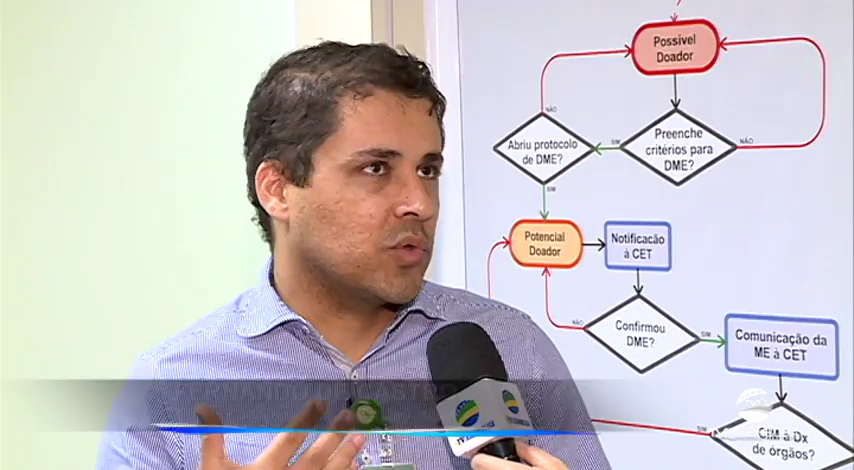 Possível
Doador
NÃO
Abriu protocolo
de DME?
SIM
Preenche
critérios para
DME?
NÃO
SIM
Potencial
Doador
Notificação
à CET
NÃO
Confirmou
DME?
SIM
Comunicação da
ME à CET
SIM
CIM à Dx
de órgãos?